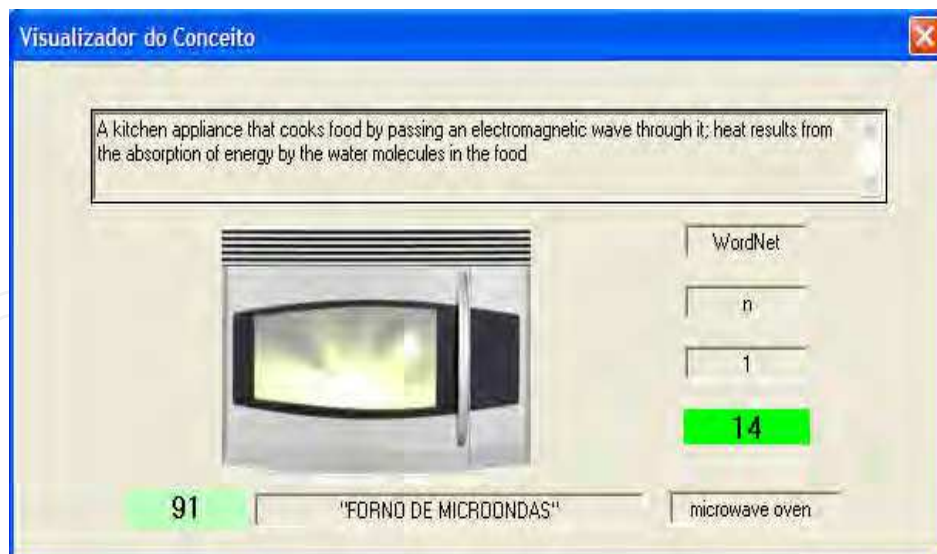 Visualizador do Conceito
A kitchen appliance that cooks food by passing an electromagnetic wave through it; heat results from
the absorption of energy by the water molecules in the food
WordNet
n
1
14
91
"FORNO DE MICROONDAS"
microwave oven